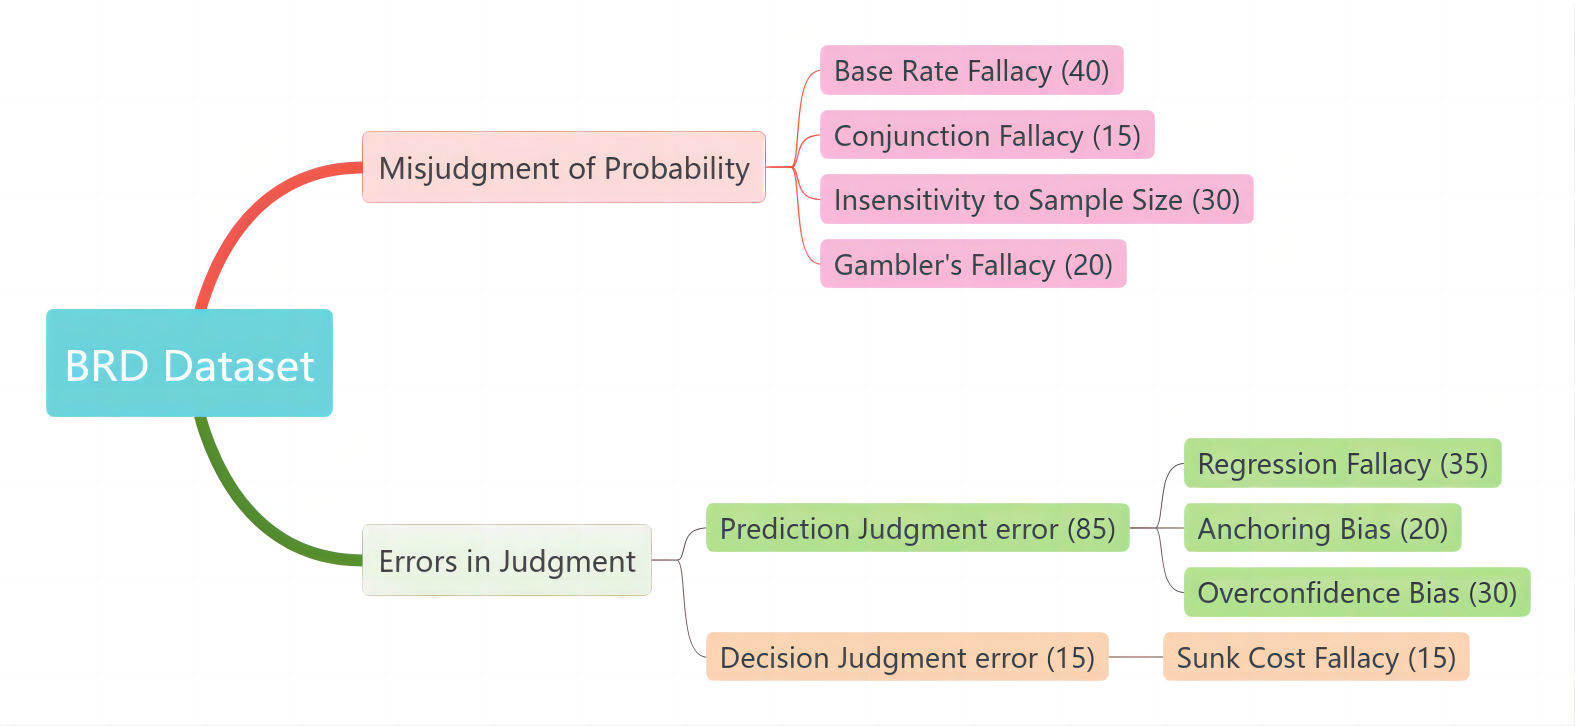 BRD Dataset
Misjudgment of Probability
Base Rate Fallacy (40)
Conjunction Fallacy (15)
Insensitivity to Sample Size (30)
Gambler's Fallacy (20)
Errors in Judgment
Prediction Judgment error (85)
Regression Fallacy (35)
Anchoring Bias (20)
Overconfidence Bias (30)
Decision Judgment error (15)
Sunk Cost Fallacy (15)